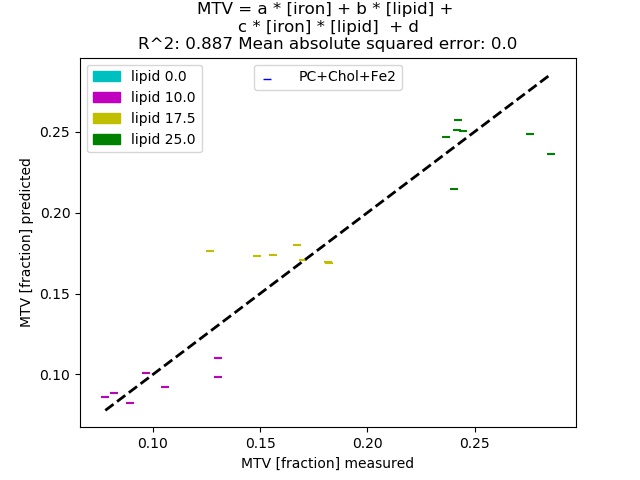 MTV = a * [iron] + b * [lipid] +
c * [iron] * [lipid]  + d
R^2: 0.887 Mean absolute squared error: 0.0
lipid 0.0
lipid 10.0
lipid 17.5
lipid 25.0
PC+Chol+Fe2
MTV [fraction] predicted
0.25
0.20
0.15
0.10
0.10 0.15 0.20 0.25
MTV [fraction] measured